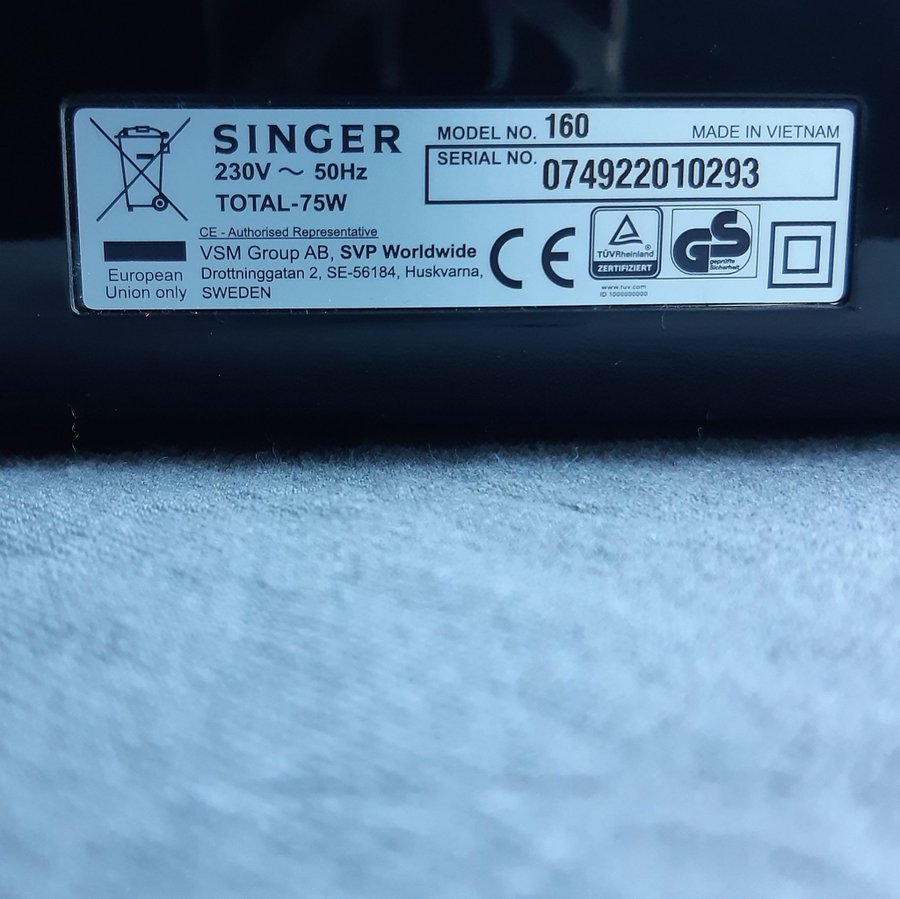 SINGER
230V ～ 50Hz
TOTAL-75W
MODEL NO. 160
MADE IN VIETNAM
SERIAL NO. 074922010293
European
Union only
CE - Authorised Representative
VSM Group AB, SVP Worldwide
Drottninggatan 2, SE-56184, Huskvarna,
SWEDEN
CE
TÜVRheinland
ZERTIFIZIERT
GS
geprüfte
Sicherheit
www.tuv.com
ID 1000000000